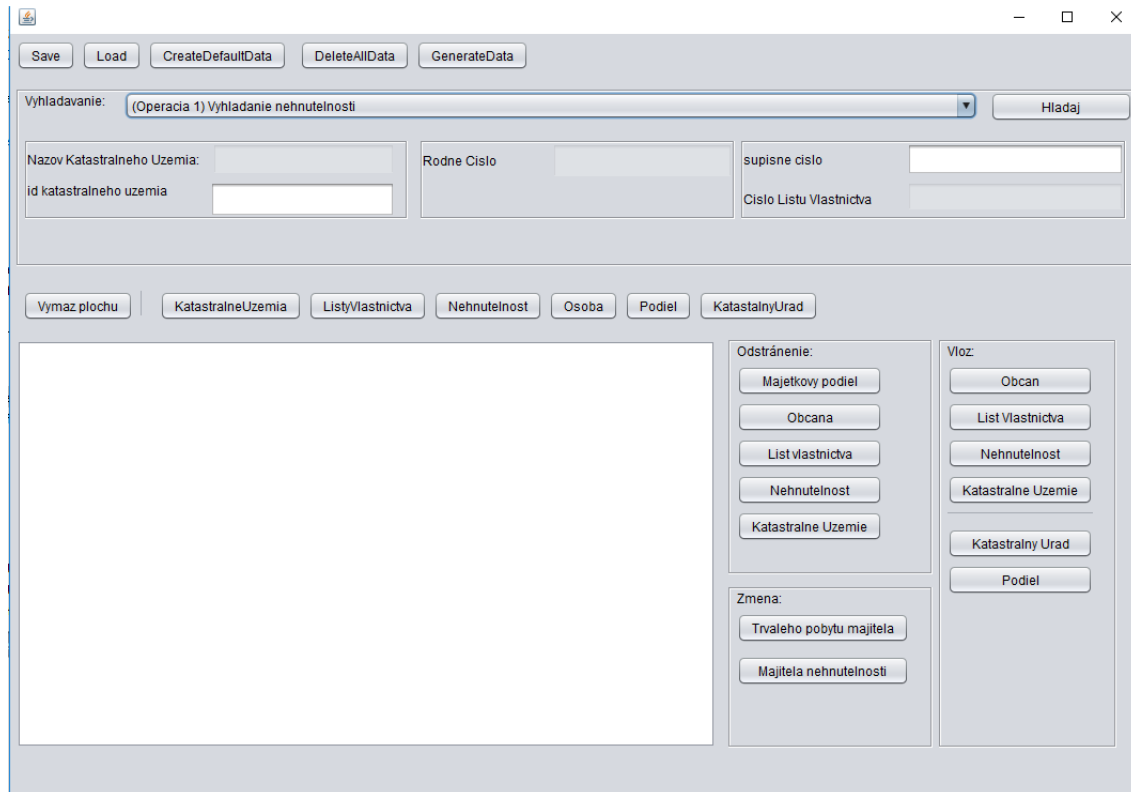 Save Load CreateDefaultData DeleteAllData GenerateData
Vyhladavanie: (Operacia 1) Vyhladanie nehnutelnosti Hladaj
Nazov Katastralneho Uzemia: Rodne Cislo supisne cislo
id katastralneho uzemia
Cislo Listu Vlastnictva
Vymaz plochu KatastralneUzemia ListyVlastnictva Nehnutelnost Osoba Podiel KatastalnyUrad
Odstránenie:
Majetkovy podiel
Obcana
List vlastnictva
Nehnutelnost
Katastralne Uzemie
Zmena:
Trvaleho pobytu majitela
Majitela nehnutelnosti
Vloz:
Obcan
List Vlastnictva
Nehnutelnost
Katastralne Uzemie
Katastralny Urad
Podiel